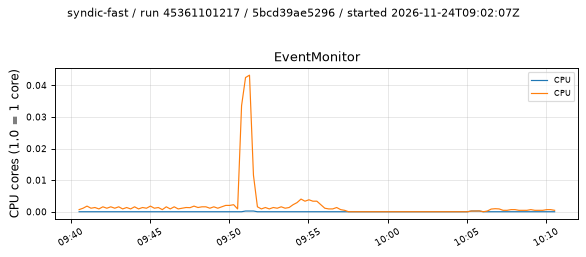 syndic-fast / run 45361101217 / 5bcd39ae5296 / started 2026-11-24T09:02:07Z
EventMonitor
CPU cores (1.0 = 1 core)
0.04
0.03
0.02
0.01
0.00
CPU
CPU
09:40
09:45
09:50
09:55
10:00
10:05
10:10